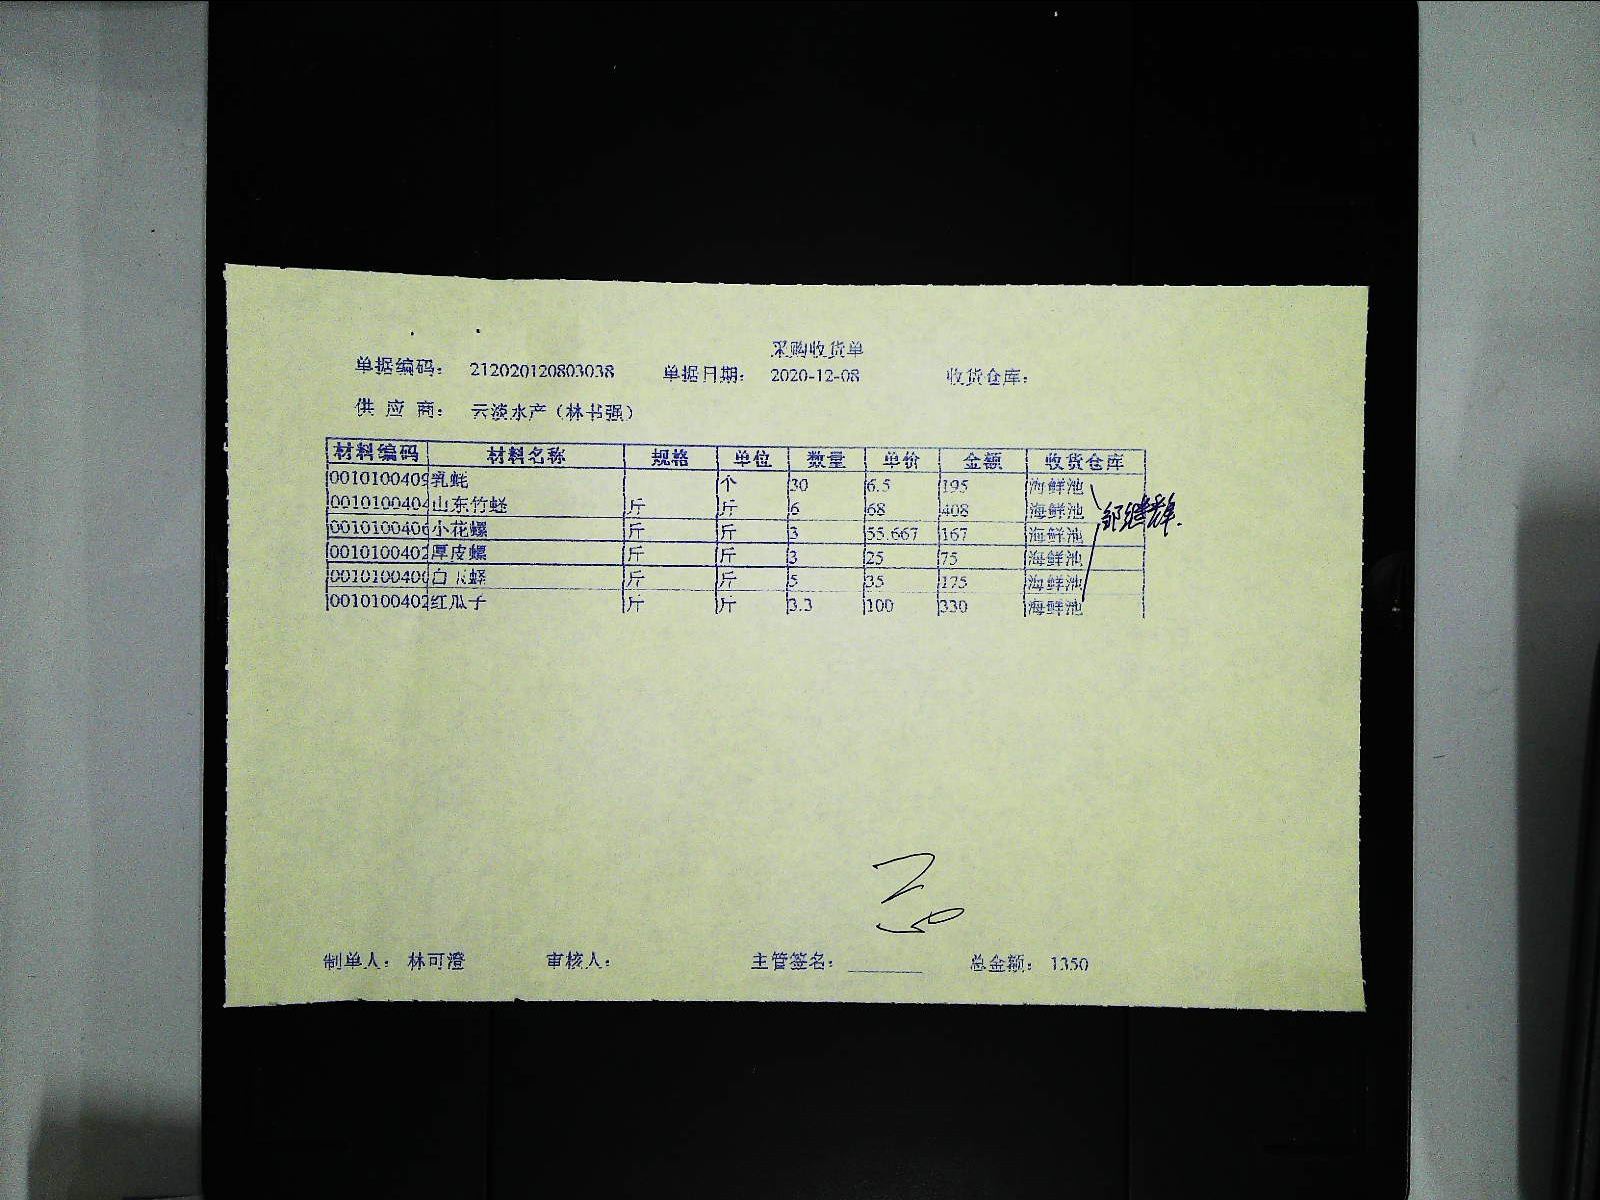 采购收货单
单据编码： 212020120803038 单据日期： 2020-12-08 收货仓库：
供 应 商： 云淡水产（林书强）
材料编码 材料名称 规格 单位 数量 单价 金额 收货仓库
0010100409 乳蚝 个 30 6.5 195 海鲜池
0010100404 山东竹蛏 斤 斤 6 68 408 海鲜池
0010100406 小花螺 斤 斤 3 55.667 167 海鲜池
0010100402 厚皮螺 斤 斤 3 25 75 海鲜池
0010100400 白 蛏 斤 斤 5 35 175 海鲜池
0010100402 红瓜子 斤 斤 3.3 100 330 海鲜池
邹继辉
制单人： 林可澄 审核人： 主管签名： 总金额： 1350